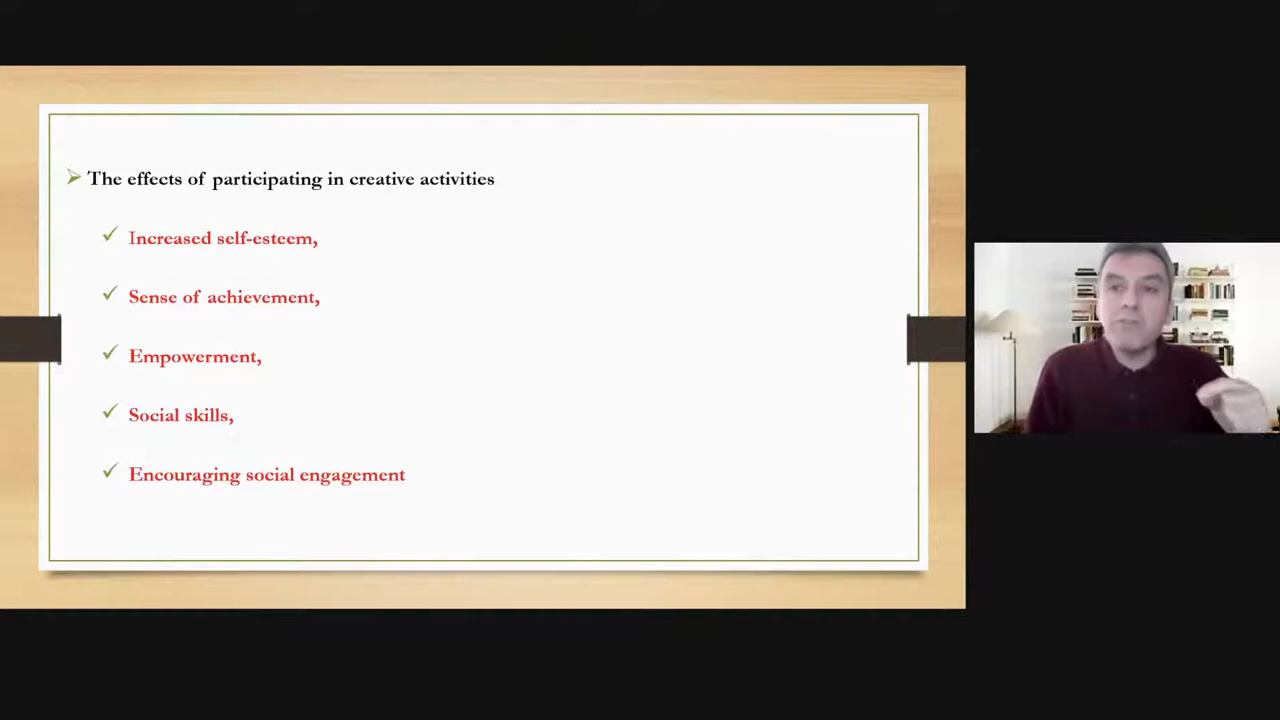 The effects of participating in creative activities
Increased self-esteem,
Sense of achievement,
Empowerment,
Social skills,
Encouraging social engagement